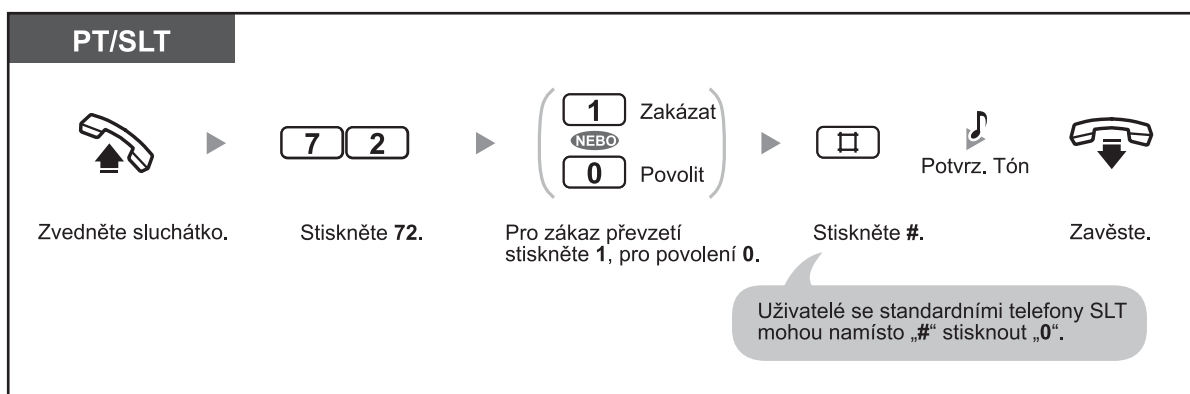 PT/SLT
7 2
1 Zakázat
NEBO
0 Povolit
Potvrz. Tón
Zvedněte sluchátko.
Stiskněte 72.
Pro zákaz převzetí
stiskněte 1, pro povolení 0.
Stiskněte #.
Zavěste.
Uživatelé se standardními telefony SLT
mohou namísto „#“ stisknout „0“.